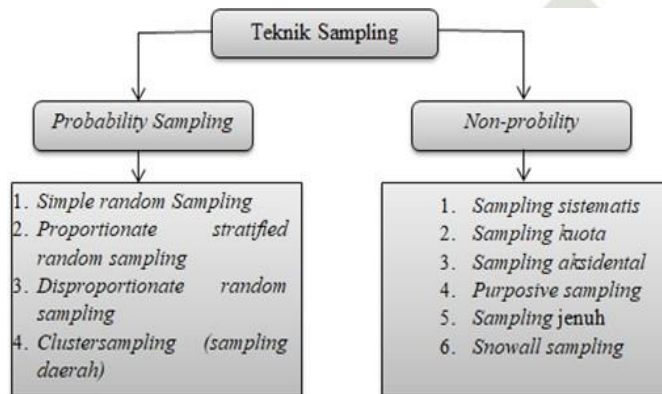 Teknik Sampling
Probability Sampling
1. Simple random Sampling
2. Proportionate stratified
random sampling
3. Disproportionate random
sampling
4. Clustersampling (sampling
daerah)
Non-probility
1. Sampling sistematis
2. Sampling kuota
3. Sampling aksidental
4. Purposive sampling
5. Sampling jenuh
6. Snowall sampling